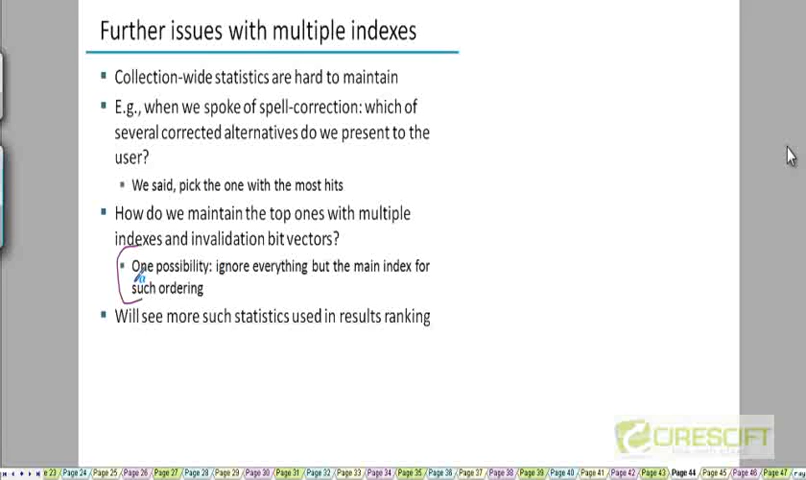 Further issues with multiple indexes
Collection-wide statistics are hard to maintain
E.g., when we spoke of spell-correction: which of
several corrected alternatives do we present to the
user?
We said, pick the one with the most hits
How do we maintain the top ones with multiple
indexes and invalidation bit vectors?
One possibility: ignore everything but the main index for
such ordering
Will see more such statistics used in results ranking
CIRESCIFT
e 23 Page 24 Page 25 Page 26 Page 27 Page 28 Page 29 Page 30 Page 31 Page 32 Page 33 Page 34 Page 35 Page 36 Page 37 Page 38 Page 39 Page 40 Page 41 Page 42 Page 43 Page 44 Page 45 Page 46 Page 47